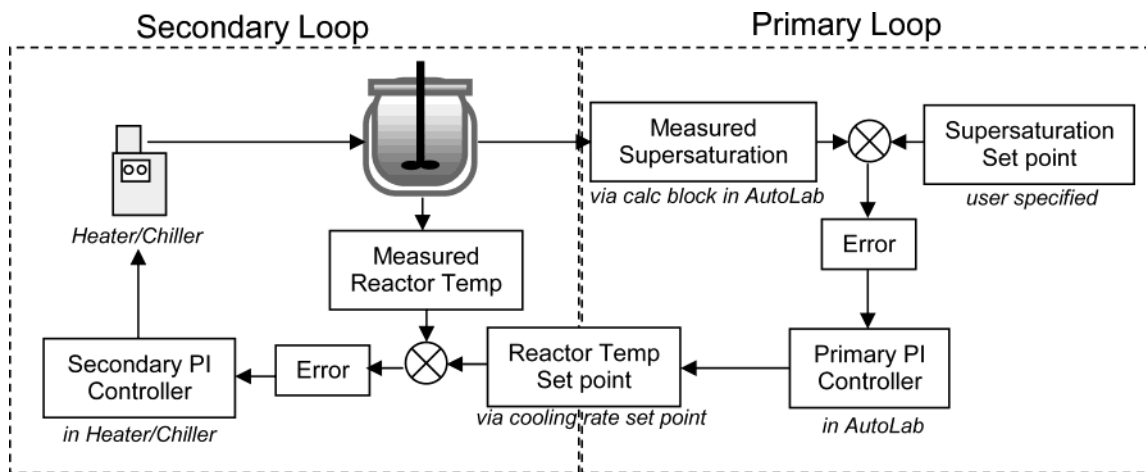 Secondary Loop
Primary Loop
Measured
Supersaturation
via calc block in AutoLab
Supersaturation
Set point
user specified
Heater/Chiller
Measured
Reactor Temp
Error
Secondary PI
Controller
in Heater/Chiller
Error
Reactor Temp
Set point
via cooling rate set point
Primary PI
Controller
in AutoLab